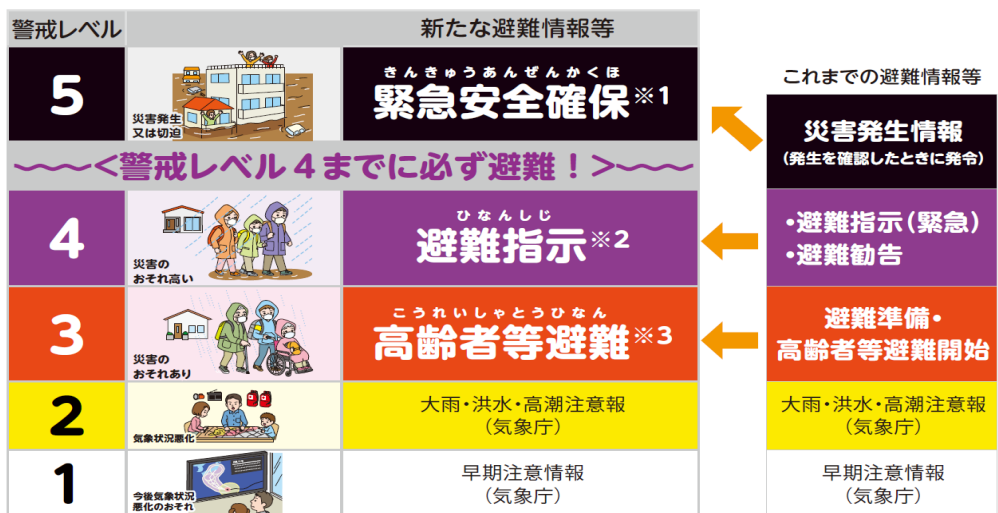 警戒レベル
新たな避難情報等
これまでの避難情報等
5
災害発生
又は切迫
きんきゅうあんぜんかくほ
緊急安全確保※1
災害発生情報
(発生を確認したときに発令)
〜〜〜<警戒レベル4までに必ず避難!>〜〜〜
4
災害の
おそれ高い
ひなんしじ
避難指示※2
・避難指示(緊急)
・避難勧告
3
災害の
おそれあり
こうれいしゃとうひなん
高齢者等避難※3
避難準備・
高齢者等避難開始
2
気象状況悪化
大雨・洪水・高潮注意報
(気象庁)
大雨・洪水・高潮注意報
(気象庁)
1
今後気象状況
悪化のおそれ
早期注意情報
(気象庁)
早期注意情報
(気象庁)